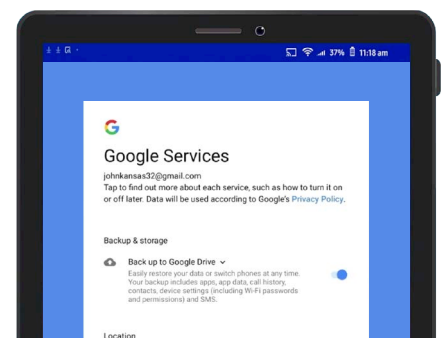 37% 11:18 am
Google Services
johnkansas32@gmail.com
Tap to find out more about each service, such as how to turn it on
or off later. Data will be used according to Google's Privacy Policy.
Backup & storage
Back up to Google Drive
Easily restore your data or switch phones at any time.
Your backup includes apps, app data, call history,
contacts, device settings (including Wi-Fi passwords
and permissions) and SMS.
Location